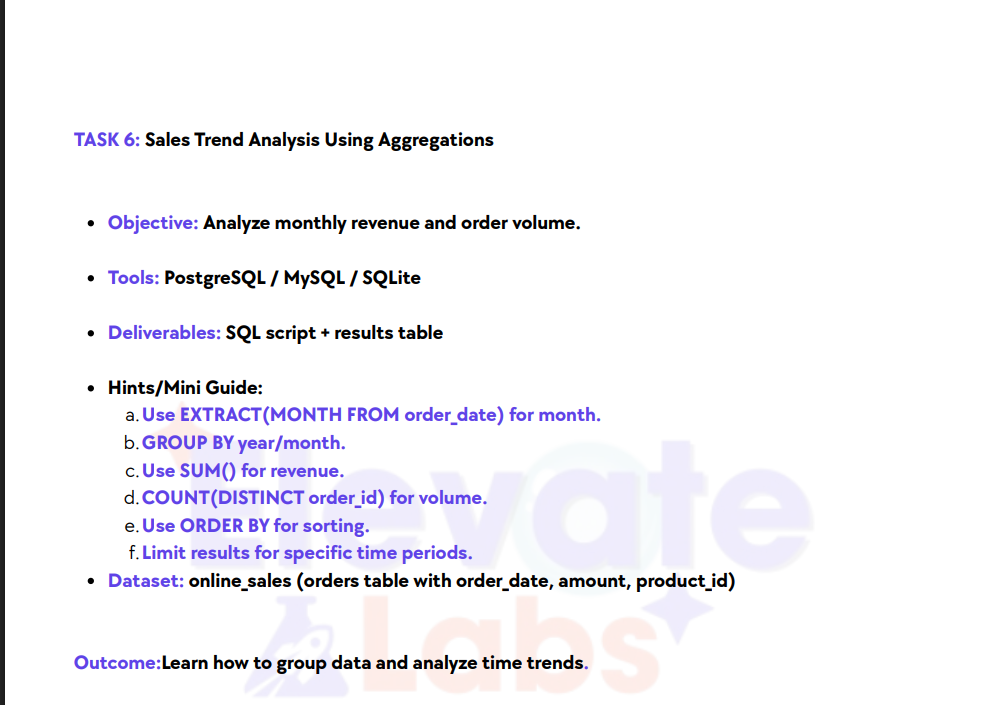 TASK 6: Sales Trend Analysis Using Aggregations
• Objective: Analyze monthly revenue and order volume.
• Tools: PostgreSQL / MySQL / SQLite
• Deliverables: SQL script + results table
• Hints/Mini Guide:
a. Use EXTRACT(MONTH FROM order_date) for month.
b. GROUP BY year/month.
c. Use SUM() for revenue.
d. COUNT(DISTINCT order_id) for volume.
e. Use ORDER BY for sorting.
f. Limit results for specific time periods.
• Dataset: online_sales (orders table with order_date, amount, product_id)
Outcome:Learn how to group data and analyze time trends.
Elevate
Labs